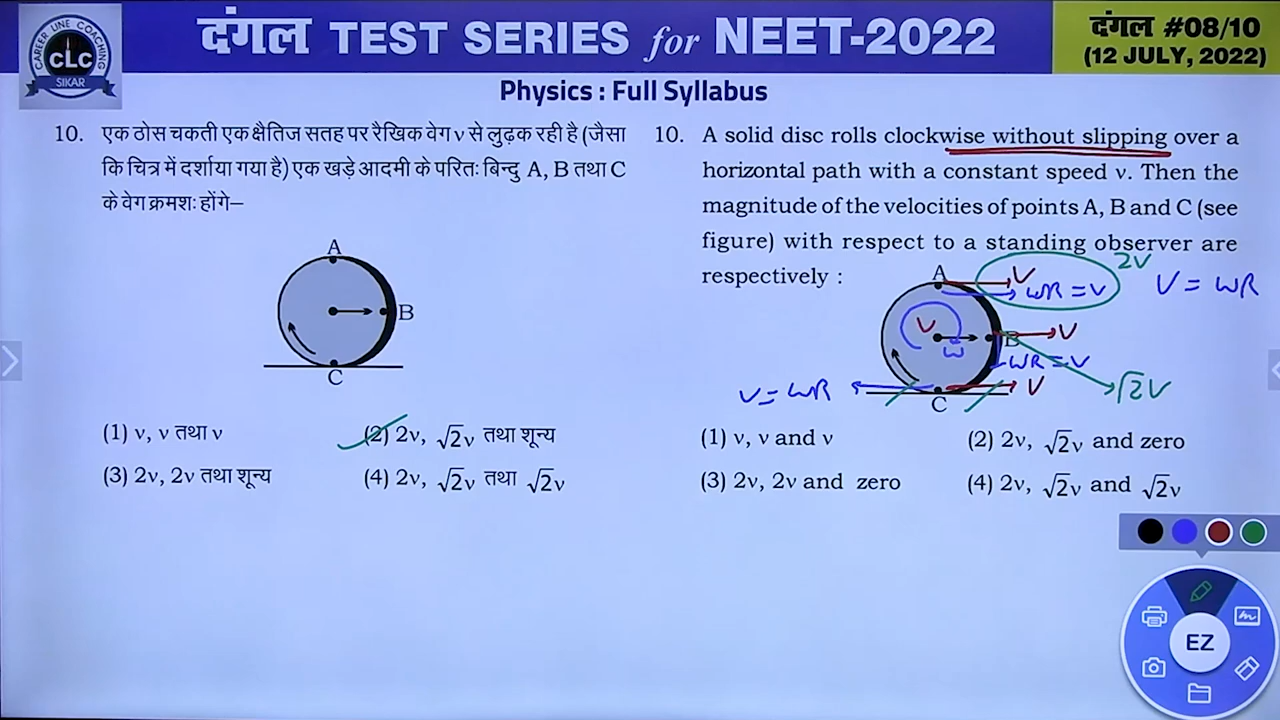 CAREER LINE COACHING
CLC
SIKAR
दंगल TEST SERIES for NEET-2022
दंगल #08/10
(12 JULY, 2022)
Physics : Full Syllabus
10. एक ठोस चकती एक क्षैतिज सतह पर रैखिक वेग v से लुढ़क रही है (जैसा
कि चित्र में दर्शाया गया है) एक खड़े आदमी के परितः बिन्दु A, B तथा C
के वेग क्रमशः होंगे–
A
B
C
(1) v, v तथा v
(2) 2v, √2v तथा शून्य
(3) 2v, 2v तथा शून्य
(4) 2v, √2v तथा √2v
10. A solid disc rolls clockwise without slipping over a
horizontal path with a constant speed v. Then the
magnitude of the velocities of points A, B and C (see
figure) with respect to a standing observer are
respectively :
A
V
2V
ωR = V
V = ωR
V
ω
B
V
ωR = V
V = ωR
V
√2V
C
(1) v, v and v
(2) 2v, √2v and zero
(3) 2v, 2v and zero
(4) 2v, √2v and √2v
EZ